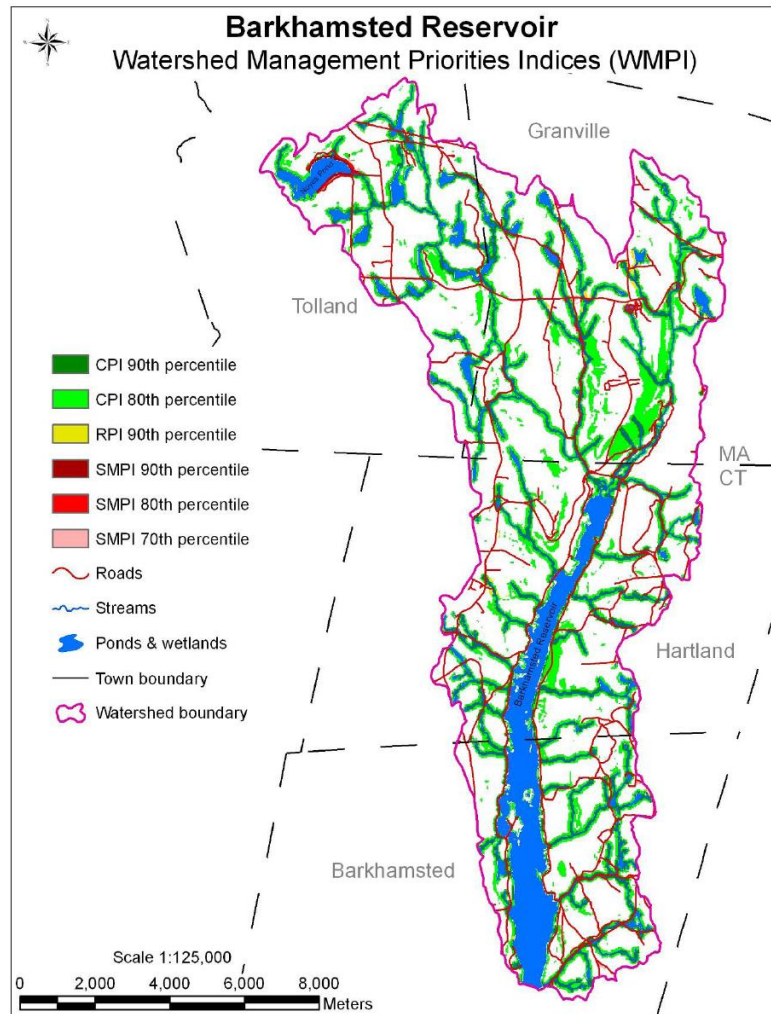 Barkhamsted Reservoir
Watershed Management Priorities Indices (WMPI)
Granville
Tolland
CPI 90th percentile
CPI 80th percentile
RPI 90th percentile
SMPI 90th percentile
SMPI 80th percentile
SMPI 70th percentile
Roads
Streams
Ponds & wetlands
Town boundary
Watershed boundary
MA
CT
Barkhamsted Reservoir
Hartland
Barkhamsted
Scale 1:125,000
0 2,000 4,000 6,000 8,000
Meters